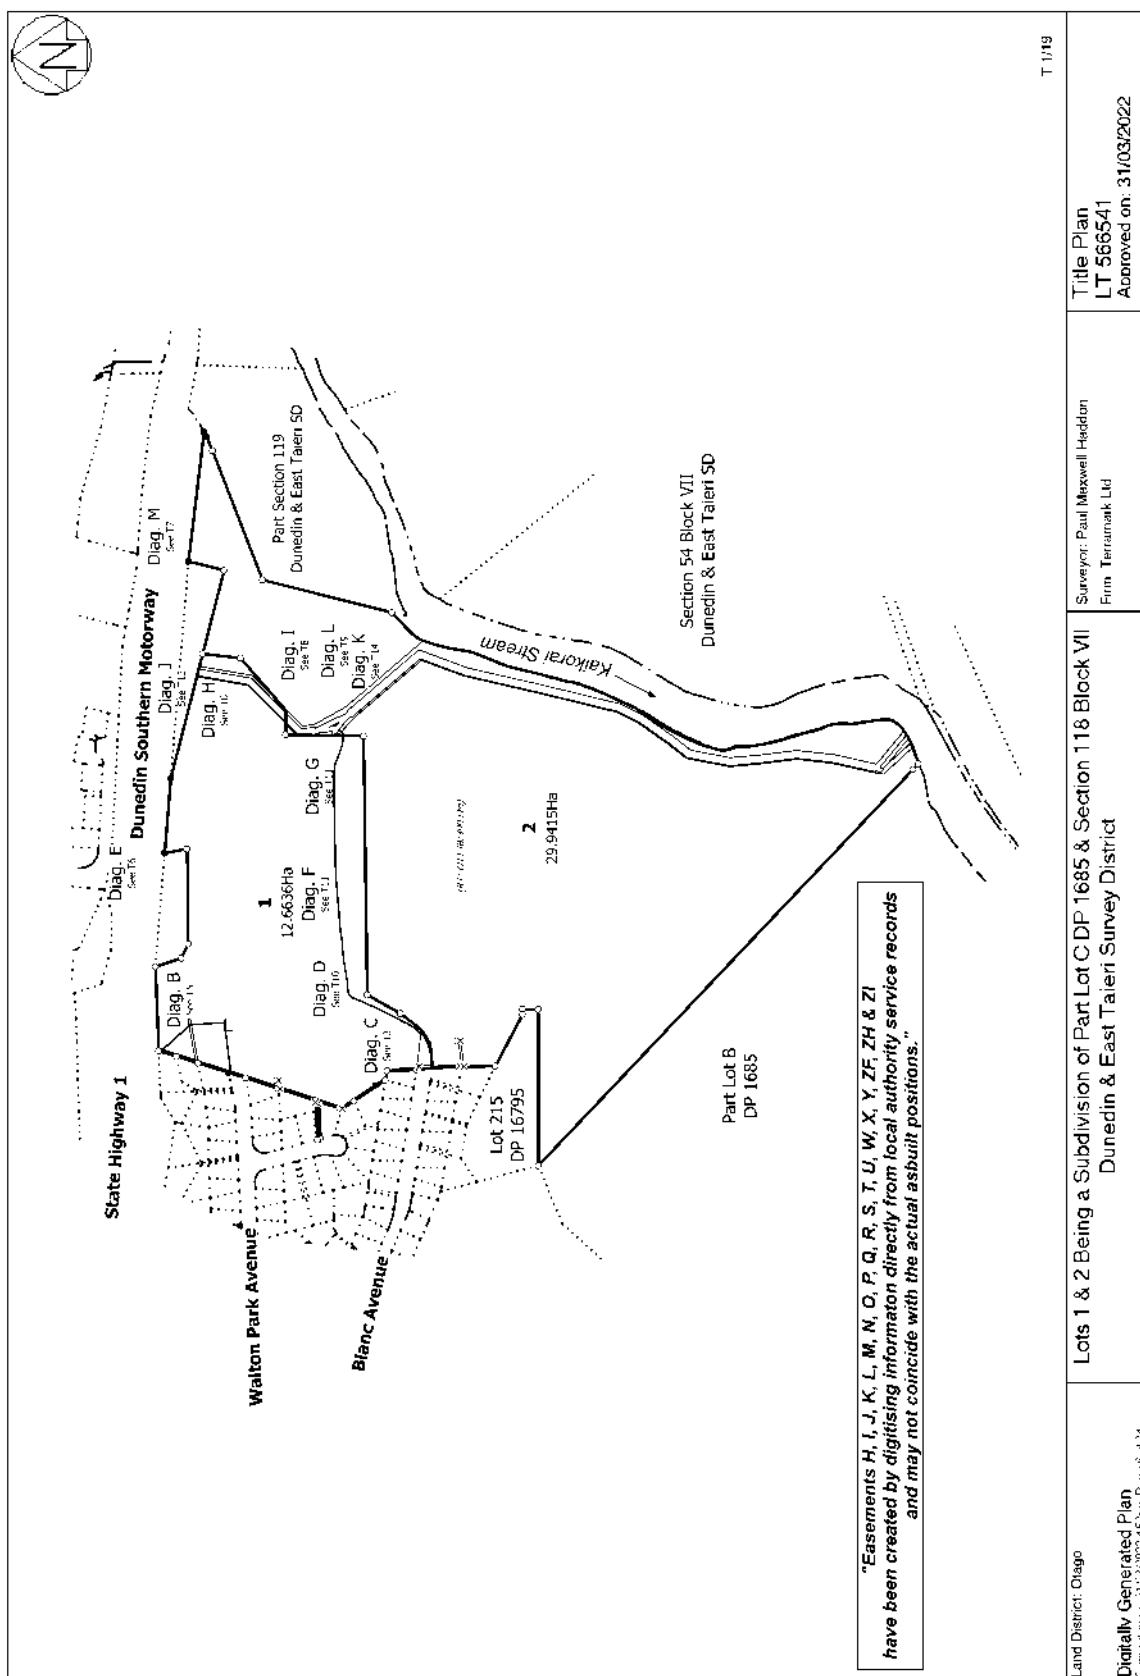 N
T 1/19
State Highway 1
Dunedin Southern Motorway
Walton Park Avenue
Blanc Avenue
Diag. E
See T6
Diag. M
See T7
Diag. J
Diag. H
Diag. B
Diag. I
See T8
Diag. L
See T9
Diag. K
See T14
Diag. G
Diag. F
See T11
Diag. D
See T10
Diag. C
See T3
1
12.6636Ha
2
29.9415Ha
Part Section 119
Dunedin & East Taieri SD
Kaikorai Stream
Section 54 Block VII
Dunedin & East Taieri SD
Lot 215
DP 16795
Part Lot B
DP 1685
"Easements H, I, J, K, L, M, N, O, P, Q, R, S, T, U, W, X, Y, ZF, ZH & ZI
have been created by digitising informaton directly from local authority service records
and may not coincide with the actual asbuilt positions."
Land District: Otago
Digitally Generated Plan
Lots 1 & 2 Being a Subdivision of Part Lot C DP 1685 & Section 118 Block VII
Dunedin & East Taieri Survey District
Surveyor: Paul Maxwell Haddon
Firm: Terramark Ltd
Title Plan
LT 566541
Approved on: 31/03/2022